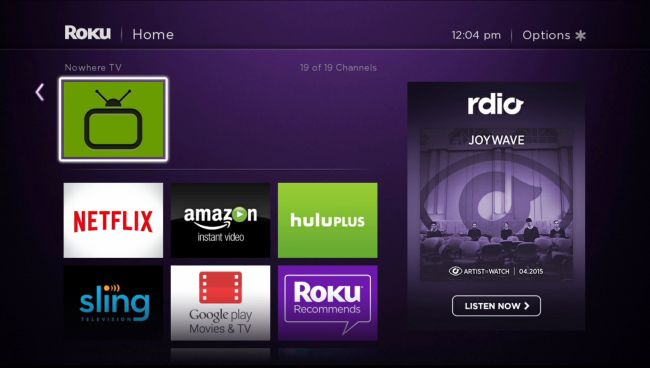 Roku | Home
12:04 pm | Options
Nowhere TV
19 of 19 Channels
NETFLIX
amazon
instant video
huluPLUS
sling
TELEVISION
Google play
Movies & TV
Roku
Recommends
rdio
JOYWAVE
ARTIST TO WATCH | 04.2015
LISTEN NOW